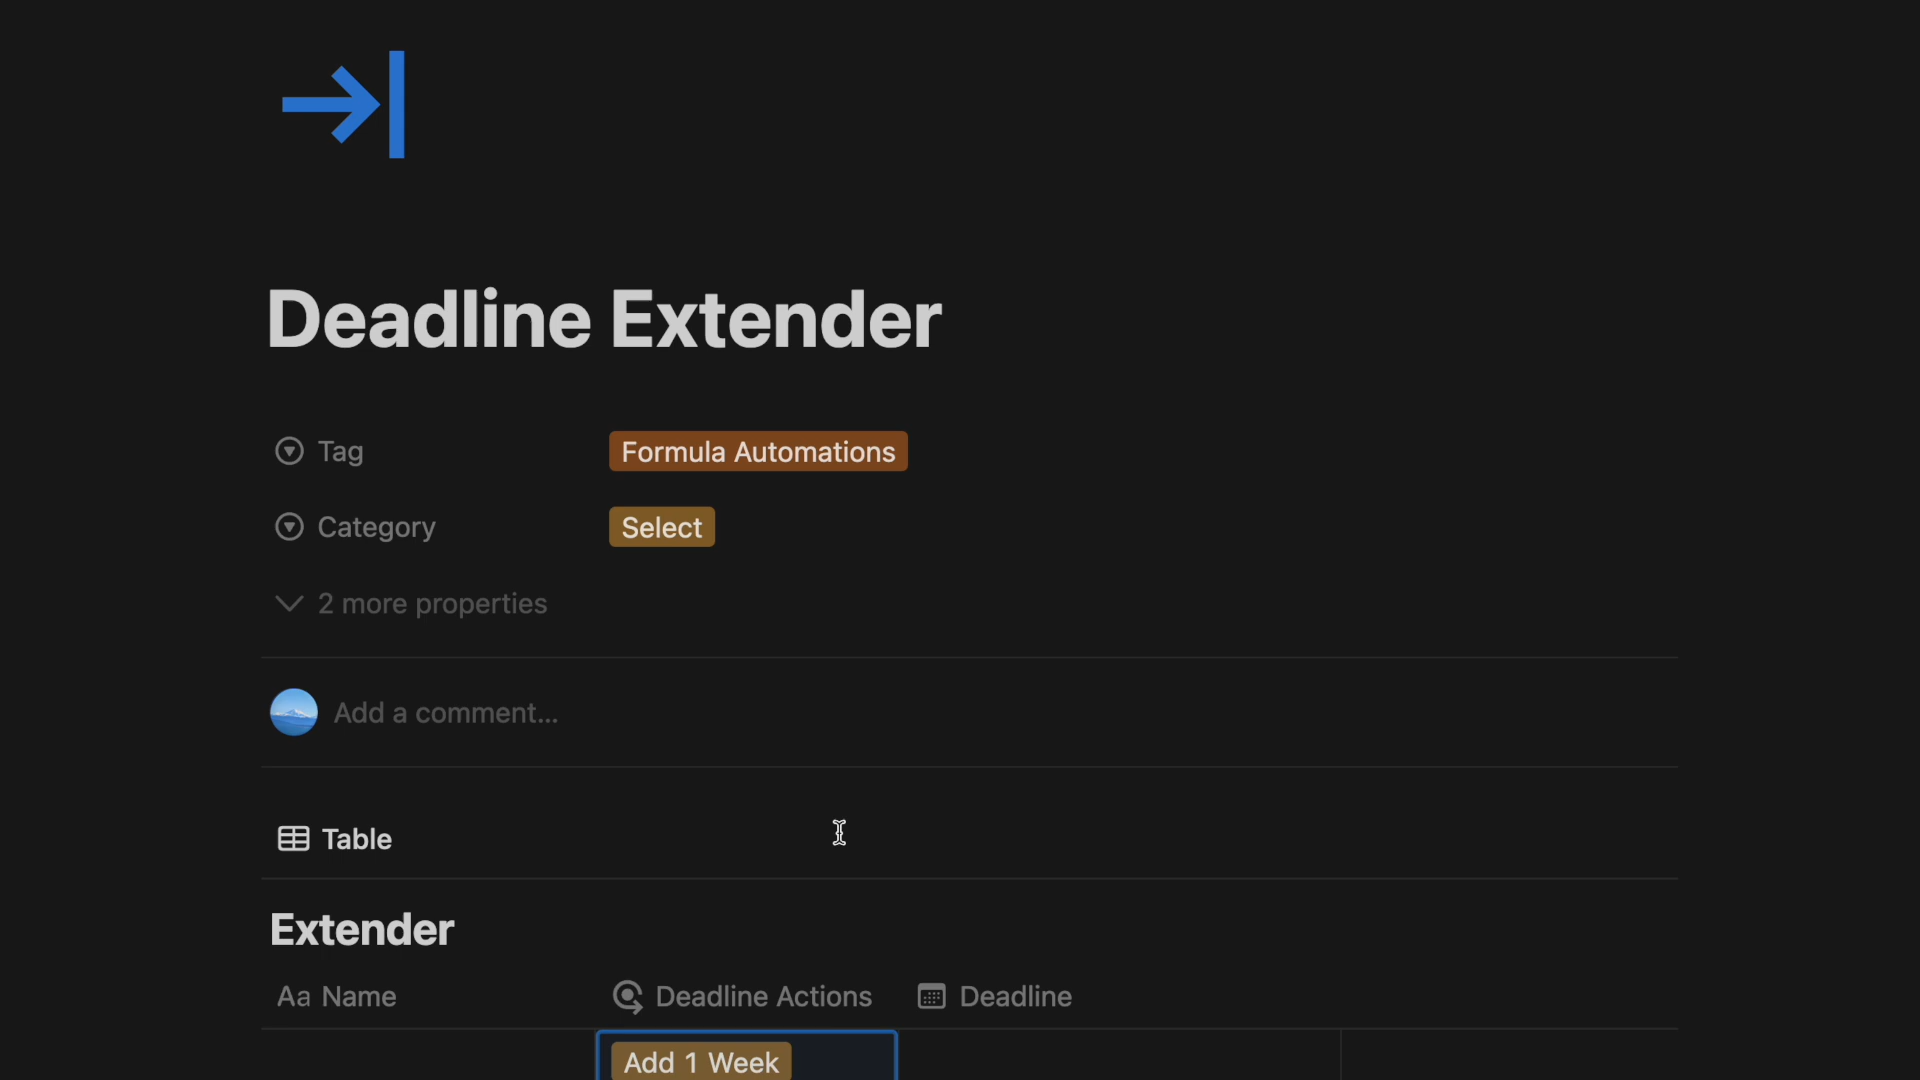 Deadline Extender
Tag Formula Automations
Category Select
2 more properties
Add a comment...
Table
Extender
Aa Name Deadline Actions Deadline
Add 1 Week